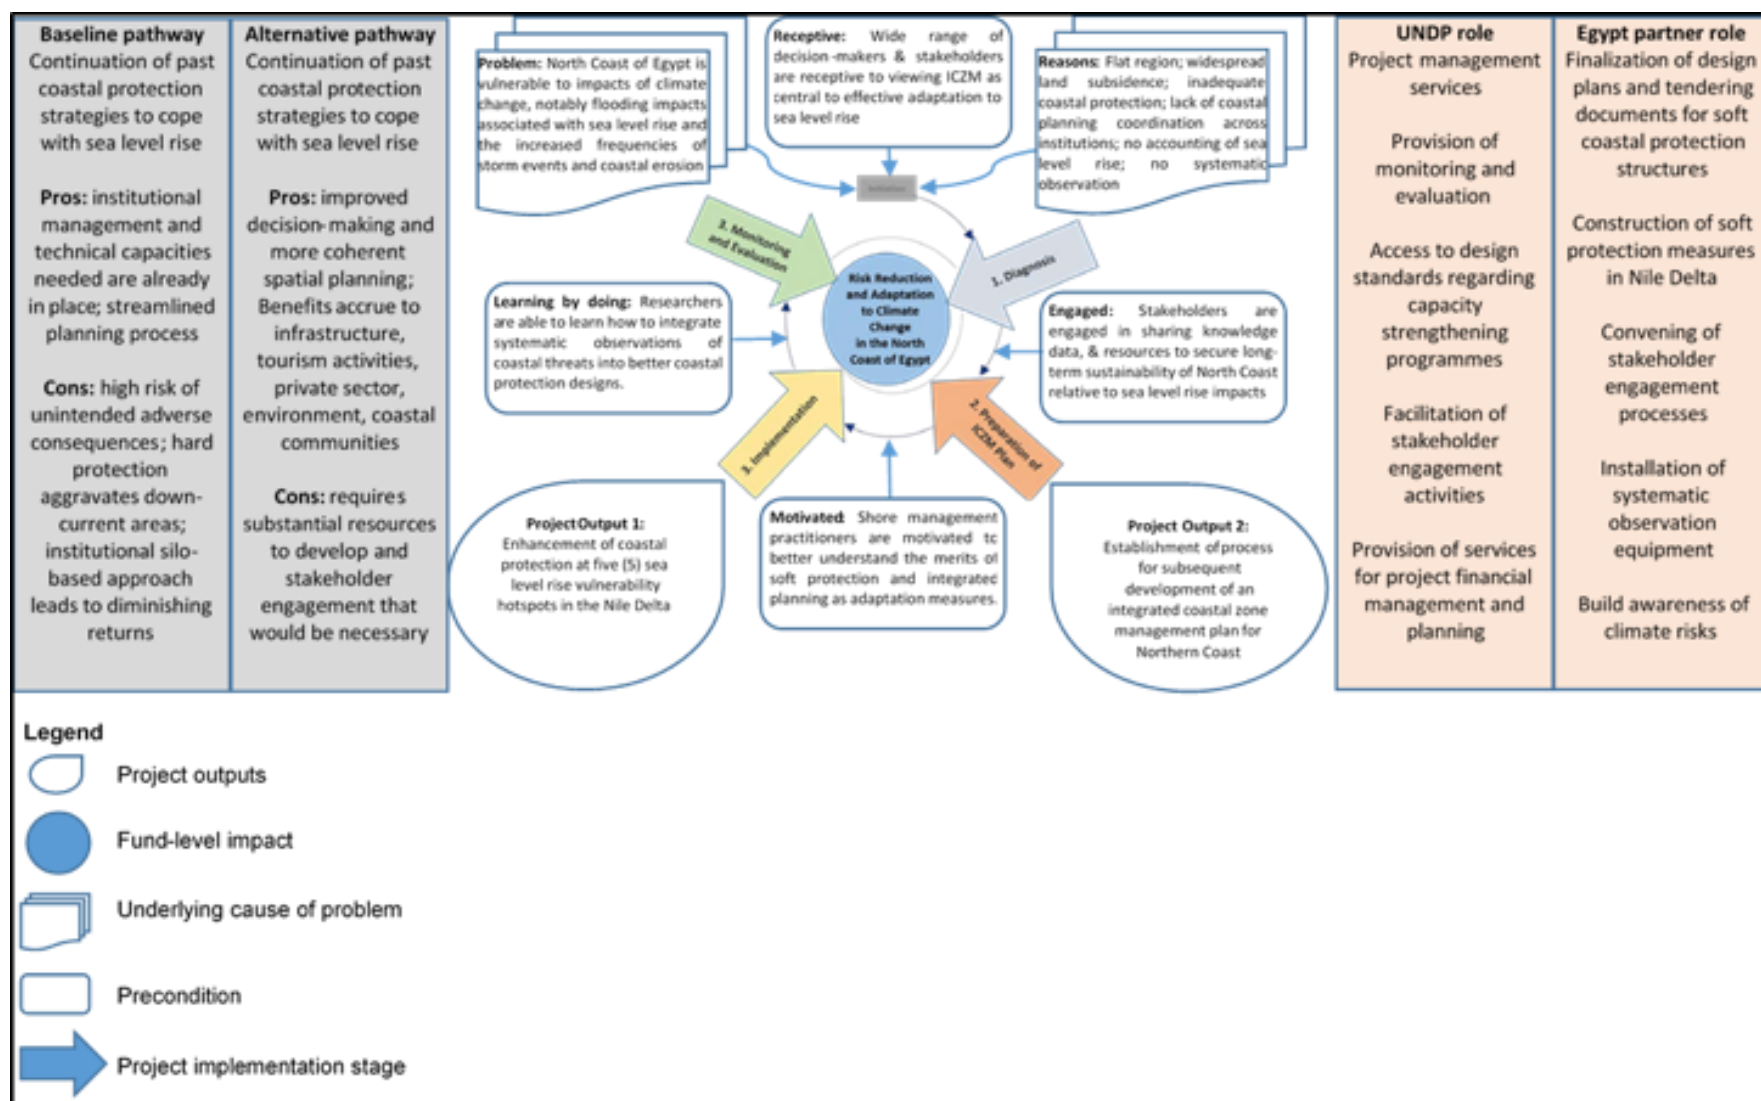 Baseline pathway
Continuation of past
coastal protection
strategies to cope
with sea level rise
Pros: institutional
management and
technical capacities
needed are already
in place; streamlined
planning process
Cons: high risk of
unintended adverse
consequences; hard
protection
aggravates down-
current areas;
institutional silo-
based approach
leads to diminishing
returns
Alternative pathway
Continuation of past
coastal protection
strategies to cope
with sea level rise
Pros: improved
decision-making and
more coherent
spatial planning;
Benefits accrue to
infrastructure,
tourism activities,
private sector,
environment, coastal
communities
Cons: requires
substantial resources
to develop and
stakeholder
engagement that
would be necessary
Problem: North Coast of Egypt is
vulnerable to impacts of climate
change, notably flooding impacts
associated with sea level rise and
the increased frequencies of
storm events and coastal erosion
Receptive: Wide range of
decision-makers & stakeholders
are receptive to viewing ICZM as
central to effective adaptation to
sea level rise
Reasons: Flat region; widespread
land subsidence; inadequate
coastal protection; lack of coastal
planning coordination across
institutions; no accounting of sea
level rise; no systematic
observation
Initiation
3. Monitoring
and Evaluation
1. Diagnosis
Risk Reduction
and Adaptation
to Climate
Change
in the North
Coast of Egypt
Learning by doing: Researchers
are able to learn how to integrate
systematic observations of
coastal threats into better coastal
protection designs.
Engaged: Stakeholders are
engaged in sharing knowledge
data, & resources to secure long-
term sustainability of North Coast
relative to sea level rise impacts
3. Implementation
2. Preparation of
ICZM Plan
Project Output 1:
Enhancement of coastal
protection at five (5) sea
level rise vulnerability
hotspots in the Nile Delta
Motivated: Shore management
practitioners are motivated to
better understand the merits of
soft protection and integrated
planning as adaptation measures.
Project Output 2:
Establishment of process
for subsequent
development of an
integrated coastal zone
management plan for
Northern Coast
UNDP role
Project management
services
Provision of
monitoring and
evaluation
Access to design
standards regarding
capacity
strengthening
programmes
Facilitation of
stakeholder
engagement
activities
Provision of services
for project financial
management and
planning
Egypt partner role
Finalization of design
plans and tendering
documents for soft
coastal protection
structures
Construction of soft
protection measures
in Nile Delta
Convening of
stakeholder
engagement
processes
Installation of
systematic
observation
equipment
Build awareness of
climate risks
Legend
Project outputs
Fund-level impact
Underlying cause of problem
Precondition
Project implementation stage